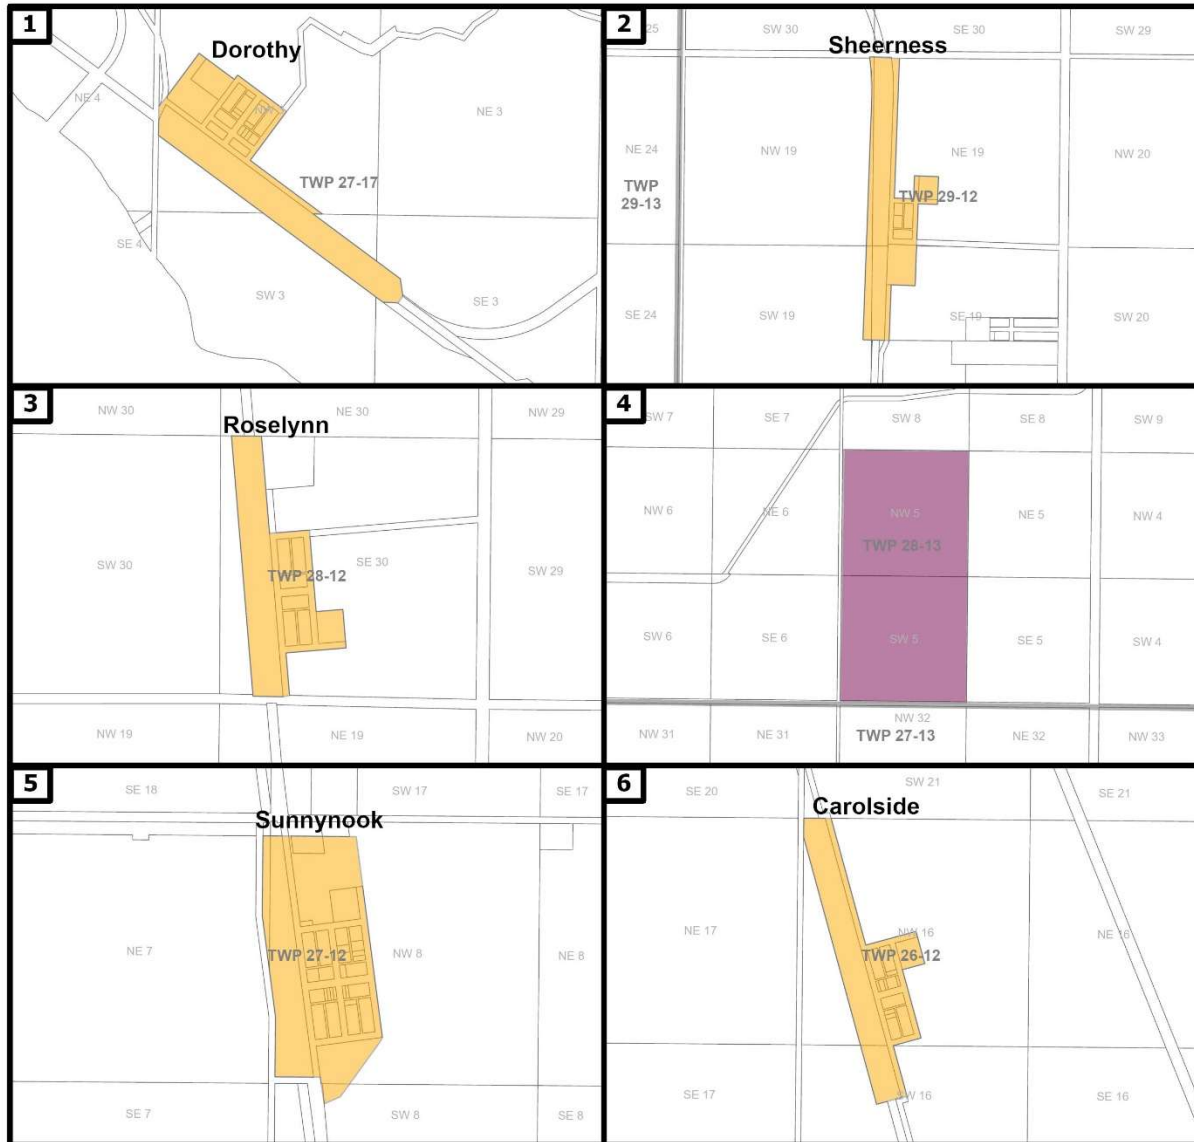 1
Dorothy
NE 4
NW
NE 3
TWP 27-17
SE 4
SW 3
SE 3
2
25
SW 30
SE 30
SW 29
Sheerness
NE 24
NW 19
NE 19
NW 20
TWP
29-13
TWP 29-12
SE 24
SW 19
SE 19
SW 20
3
NW 30
NE 30
NW 29
Roselynn
SW 30
TWP 28-12
SE 30
SW 29
NW 19
NE 19
NW 20
4
SW 7
SE 7
SW 8
SE 8
SW 9
NW 6
NE 6
NW 5
NE 5
NW 4
TWP 28-13
SW 6
SE 6
SW 5
SE 5
SW 4
NW 32
NW 31
NE 31
TWP 27-13
NE 32
NW 33
5
SE 18
SW 17
SE 17
Sunnynook
NE 7
TWP 27-12
NW 8
NE 8
SE 7
SW 8
SE 8
6
SE 20
SW 21
SE 21
Carolside
NE 17
NW 16
NE 16
TWP 26-12
SE 17
SW 16
SE 16